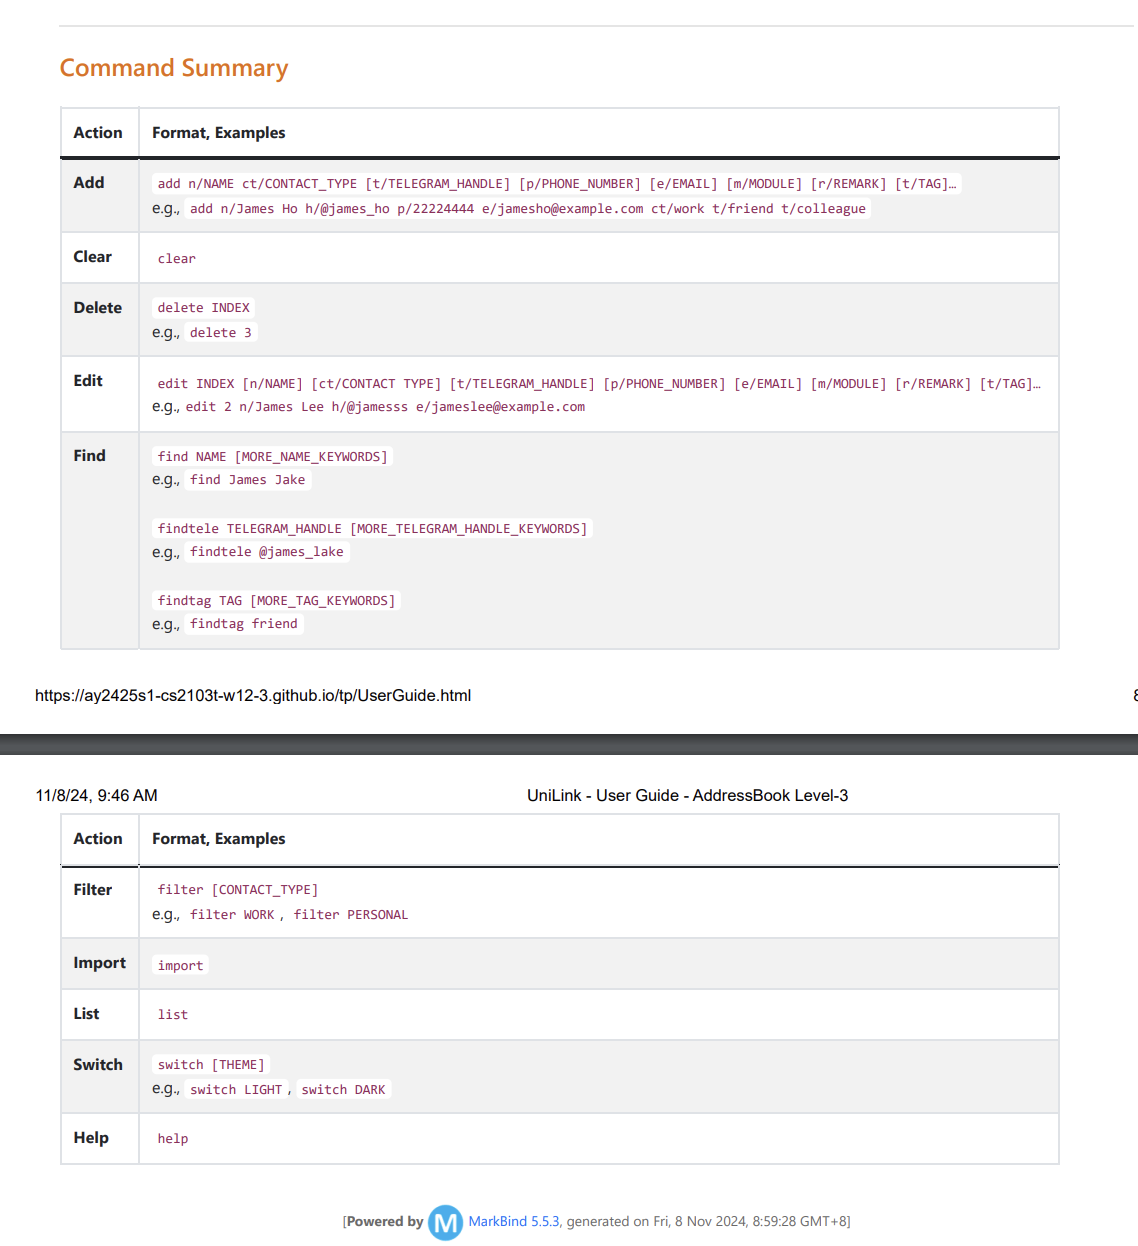 Command Summary
Action Format, Examples
Add add n/NAME ct/CONTACT_TYPE [t/TELEGRAM_HANDLE] [p/PHONE_NUMBER] [e/EMAIL] [m/MODULE] [r/REMARK] [t/TAG]…
e.g., add n/James Ho h/@james_ho p/22224444 e/jamesho@example.com ct/work t/friend t/colleague
Clear clear
Delete delete INDEX
e.g., delete 3
Edit edit INDEX [n/NAME] [ct/CONTACT TYPE] [t/TELEGRAM_HANDLE] [p/PHONE_NUMBER] [e/EMAIL] [m/MODULE] [r/REMARK] [t/TAG]…
e.g., edit 2 n/James Lee h/@jamesss e/jameslee@example.com
Find find NAME [MORE_NAME_KEYWORDS]
e.g., find James Jake
findtele TELEGRAM_HANDLE [MORE_TELEGRAM_HANDLE_KEYWORDS]
e.g., findtele @james_lake
findtag TAG [MORE_TAG_KEYWORDS]
e.g., findtag friend
https://ay2425s1-cs2103t-w12-3.github.io/tp/UserGuide.html
11/8/24, 9:46 AM UniLink - User Guide - AddressBook Level-3
Action Format, Examples
Filter filter [CONTACT_TYPE]
e.g., filter WORK , filter PERSONAL
Import import
List list
Switch switch [THEME]
e.g., switch LIGHT , switch DARK
Help help
[Powered by M MarkBind 5.5.3, generated on Fri, 8 Nov 2024, 8:59:28 GMT+8]